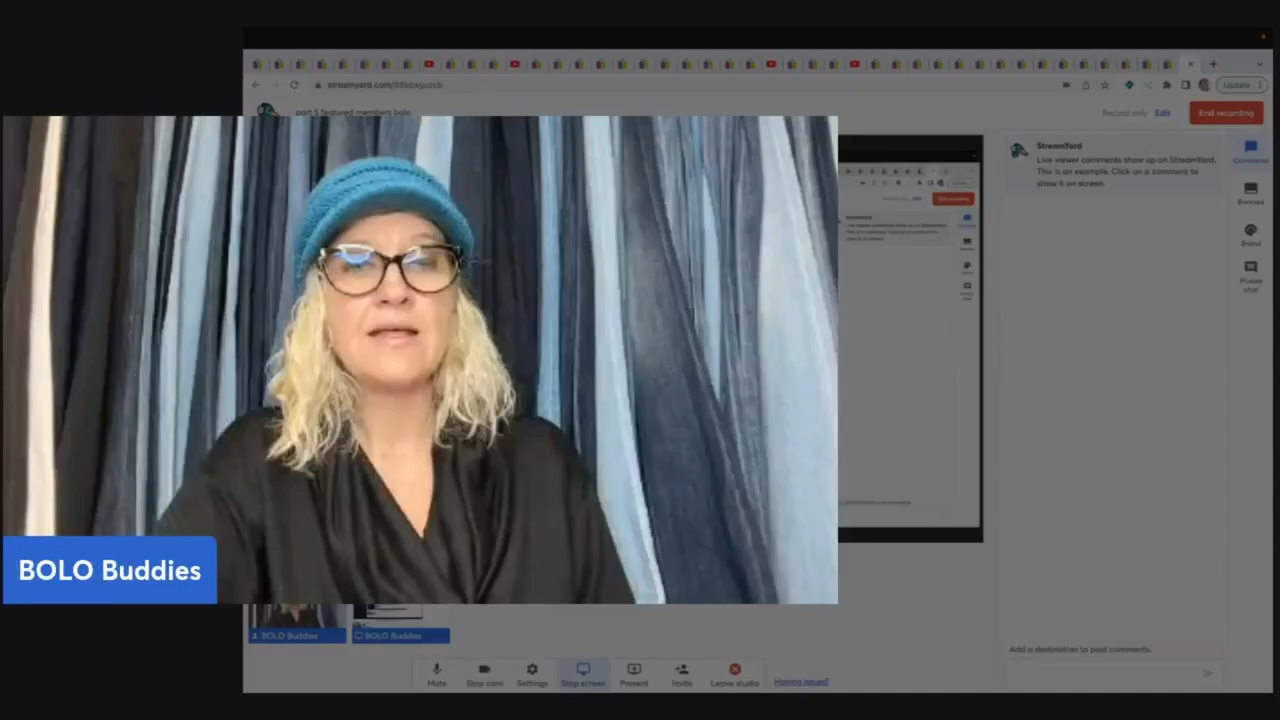 streamyard.com
Update
part 5 featured members bolo
Record only
Edit
End recording
StreamYard
Live viewer comments show up on StreamYard.
This is an example. Click on a comment to
show it on screen.
Comments
Banners
Brand
Private
chat
BOLO Buddies
BOLO Buddies
BOLO Buddies
Add a destination to post comments.
Mute
Stop cam
Settings
Stop screen
Present
Invite
Leave studio
Having issues?